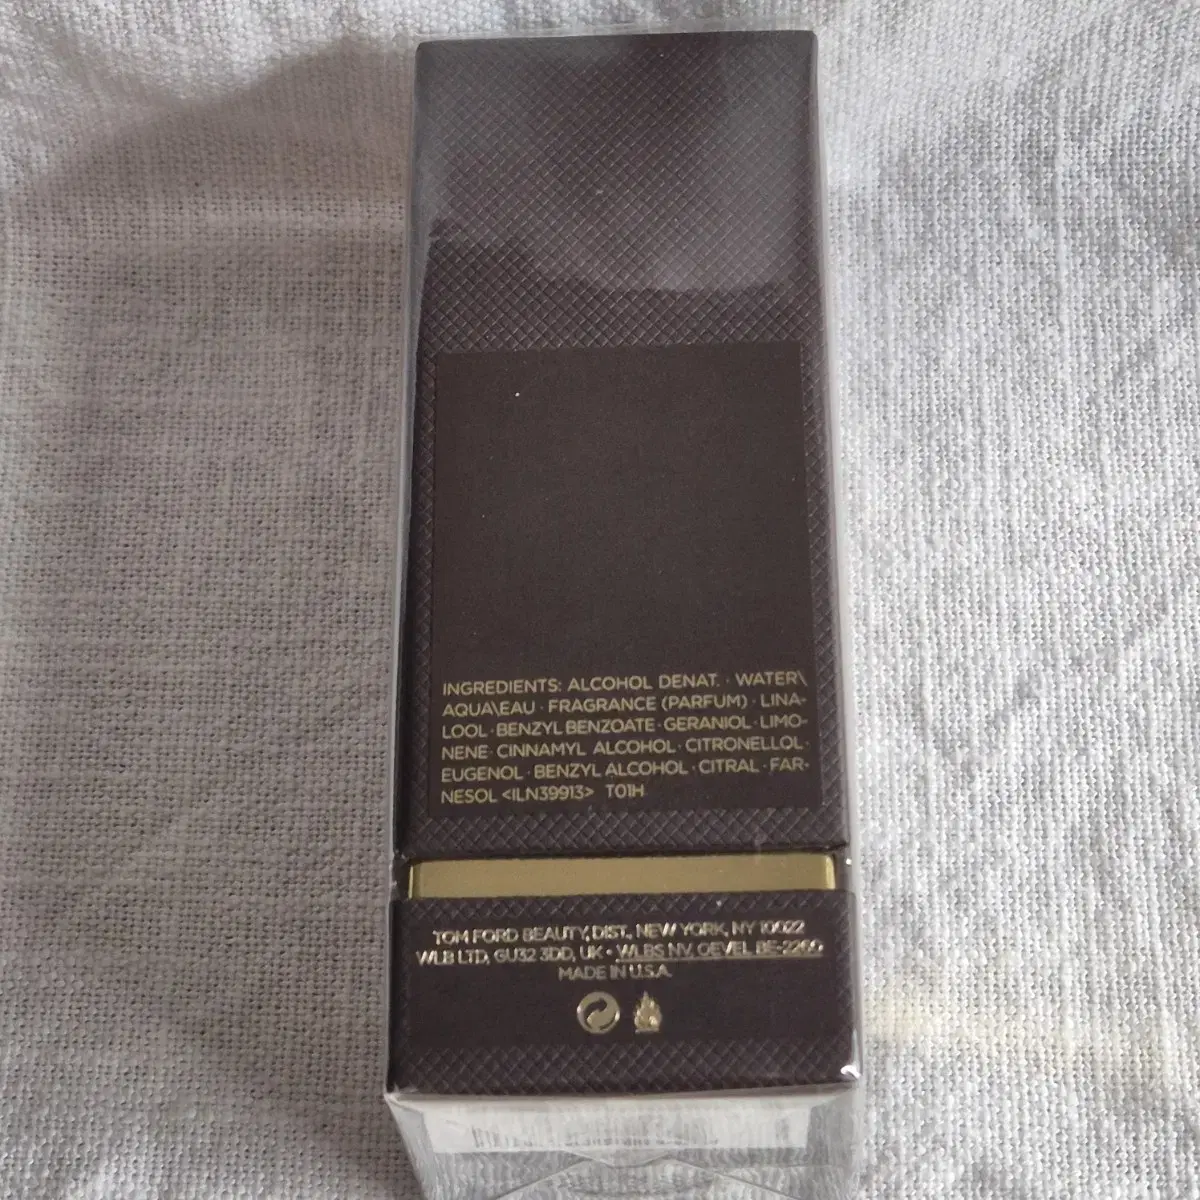 INGREDIENTS: ALCOHOL DENAT. · WATER\
AQUA\EAU · FRAGRANCE (PARFUM) · LINA-
LOOL · BENZYL BENZOATE · GERANIOL · LIMO-
NENE · CINNAMYL ALCOHOL · CITRONELLOL ·
EUGENOL · BENZYL ALCOHOL · CITRAL · FAR-
NESOL <ILN39913> T01H
TOM FORD BEAUTY, DIST., NEW YORK, NY 10022
WLB LTD, GU32 3DD, UK • WLBS NV, OEVEL BE-2260
MADE IN U.S.A.